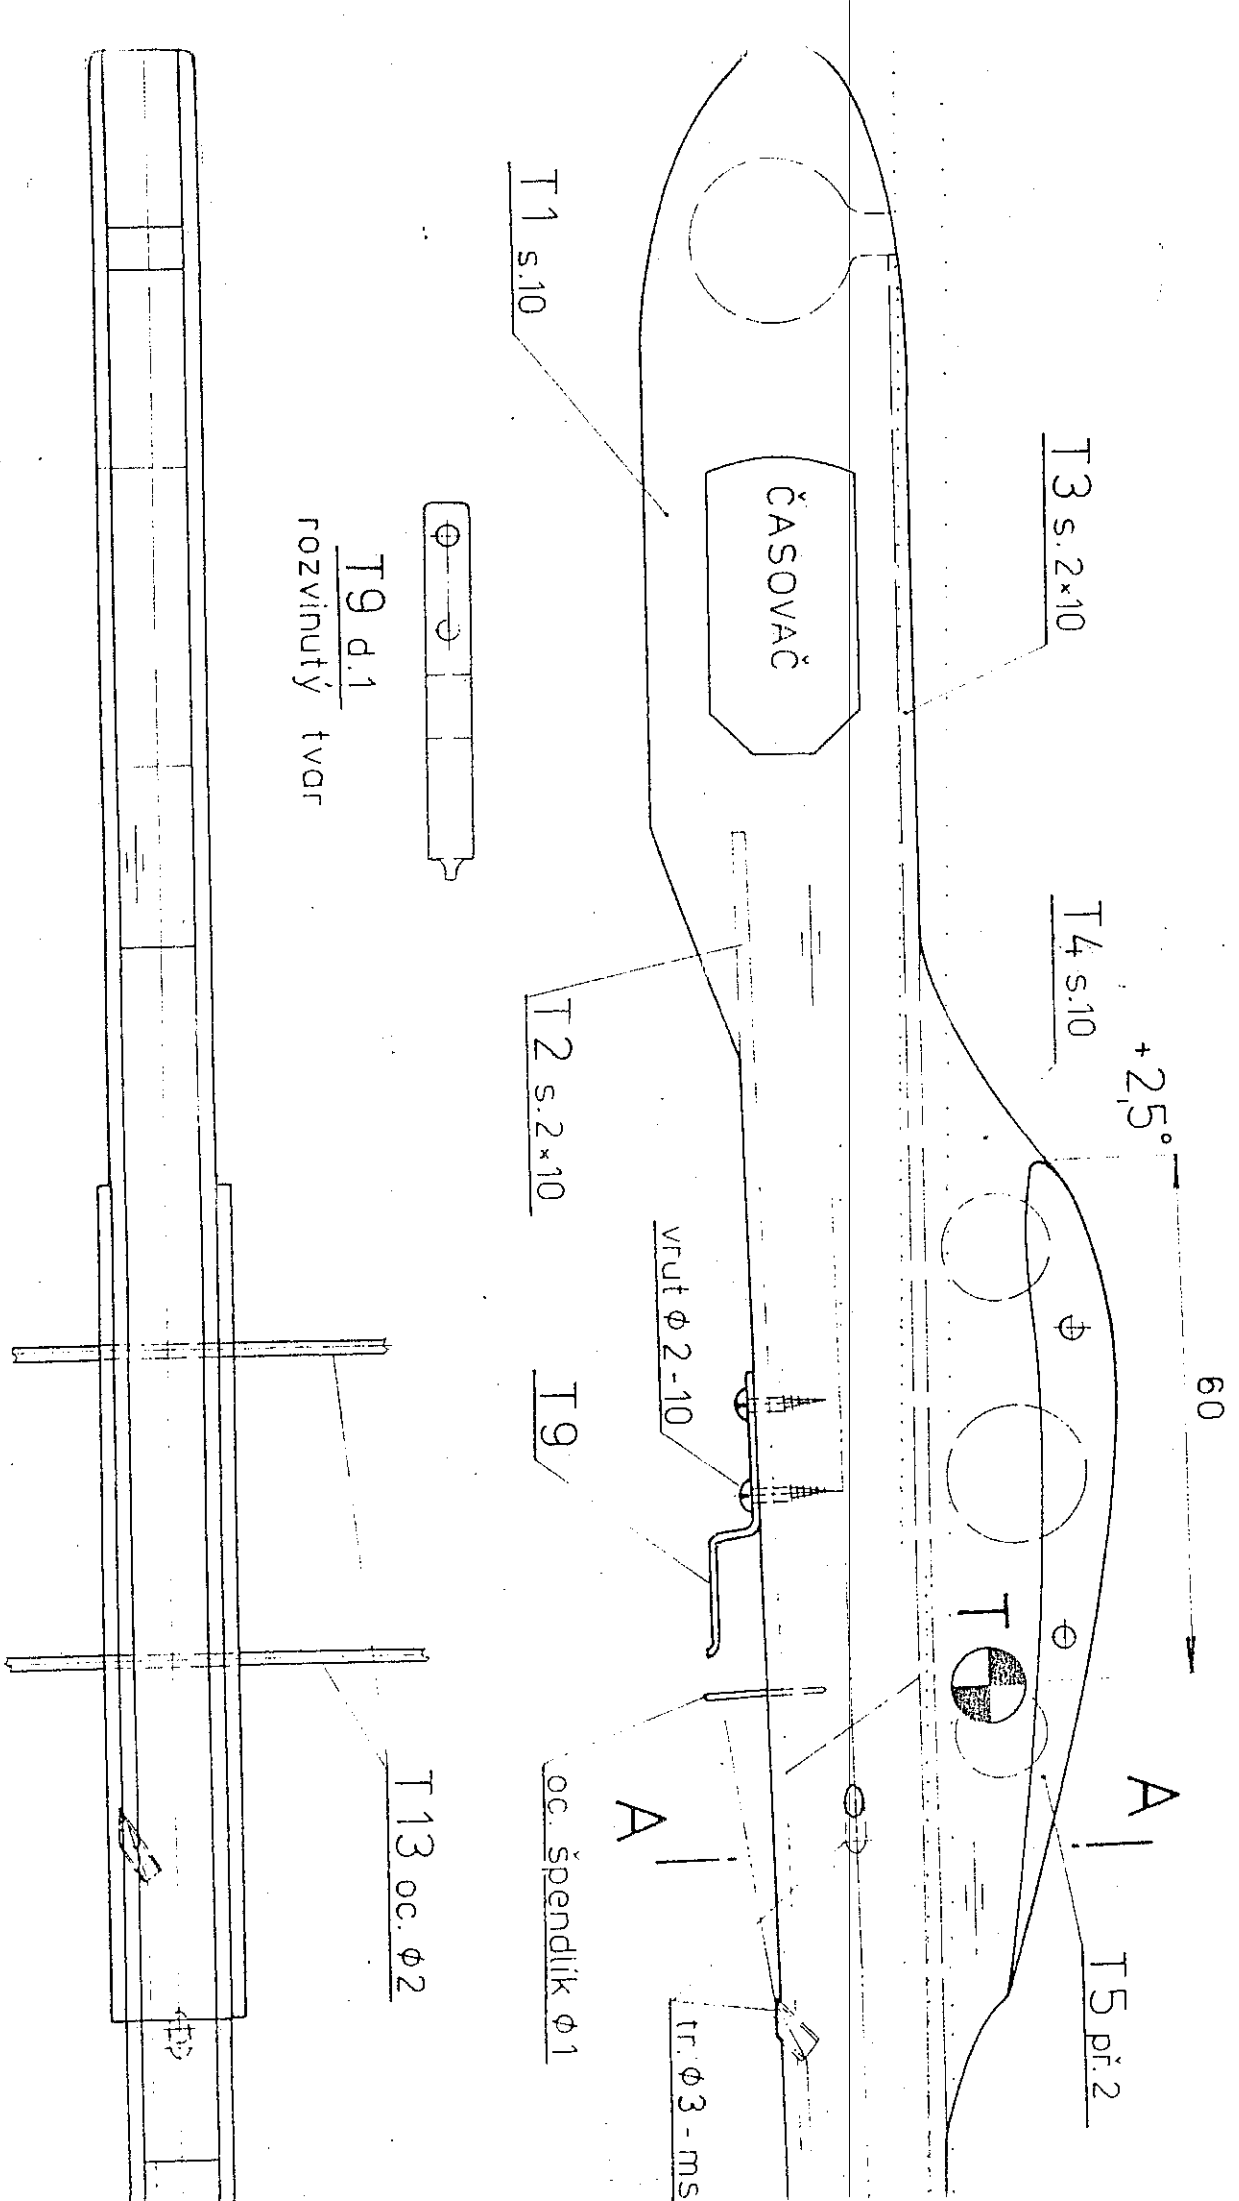 T4 s.10
+2,5°
60
A
T5 př.2
T3 s.2×10
ČASOVAČ
T
T1 s.10
T2 s.2×10
vrut ϕ 2-10
T9
oc. špendlík ϕ1
A
tr. ϕ3 - ms
T9 d.1
rozvinutý tvar
T13 oc. ϕ2